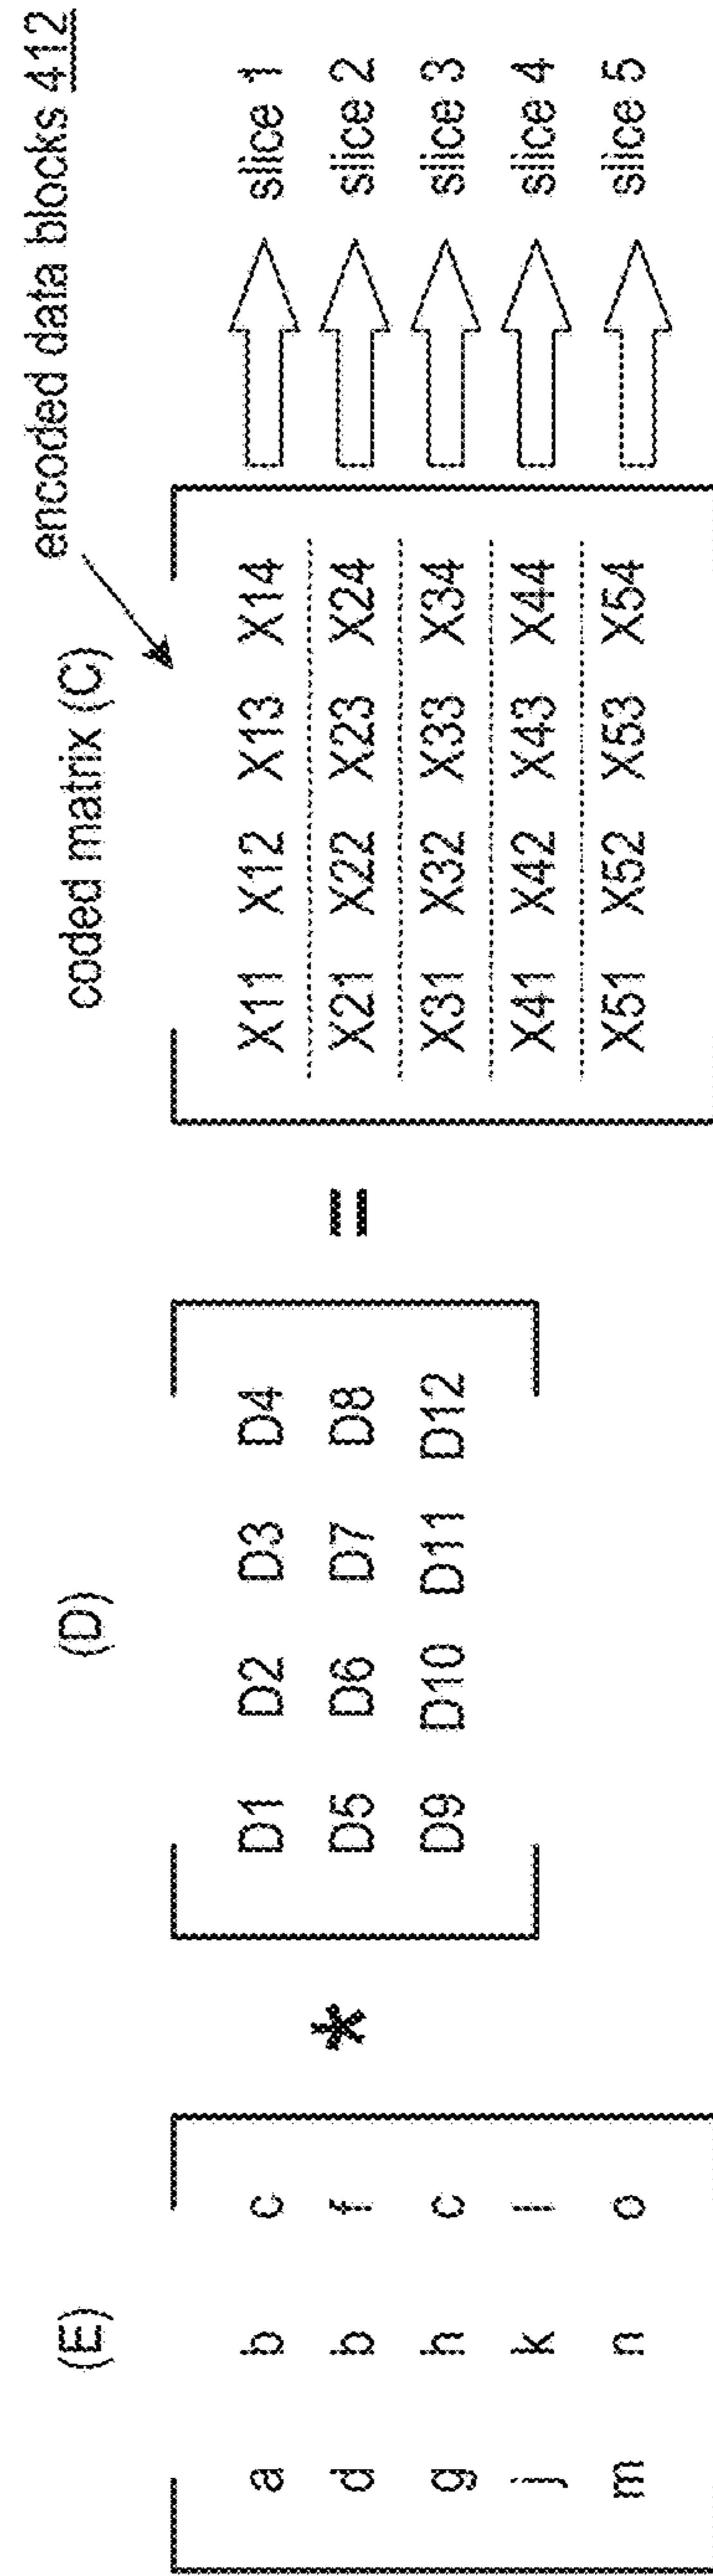 (E) (D) coded matrix (C) encoded data blocks 412
a b c * D1 D2 D3 D4 = X11 X12 X13 X14 slice 1
d b f D5 D6 D7 D8 X21 X22 X23 X24 slice 2
g h c D9 D10 D11 D12 X31 X32 X33 X34 slice 3
j k l X41 X42 X43 X44 slice 4
m n o X51 X52 X53 X54 slice 5